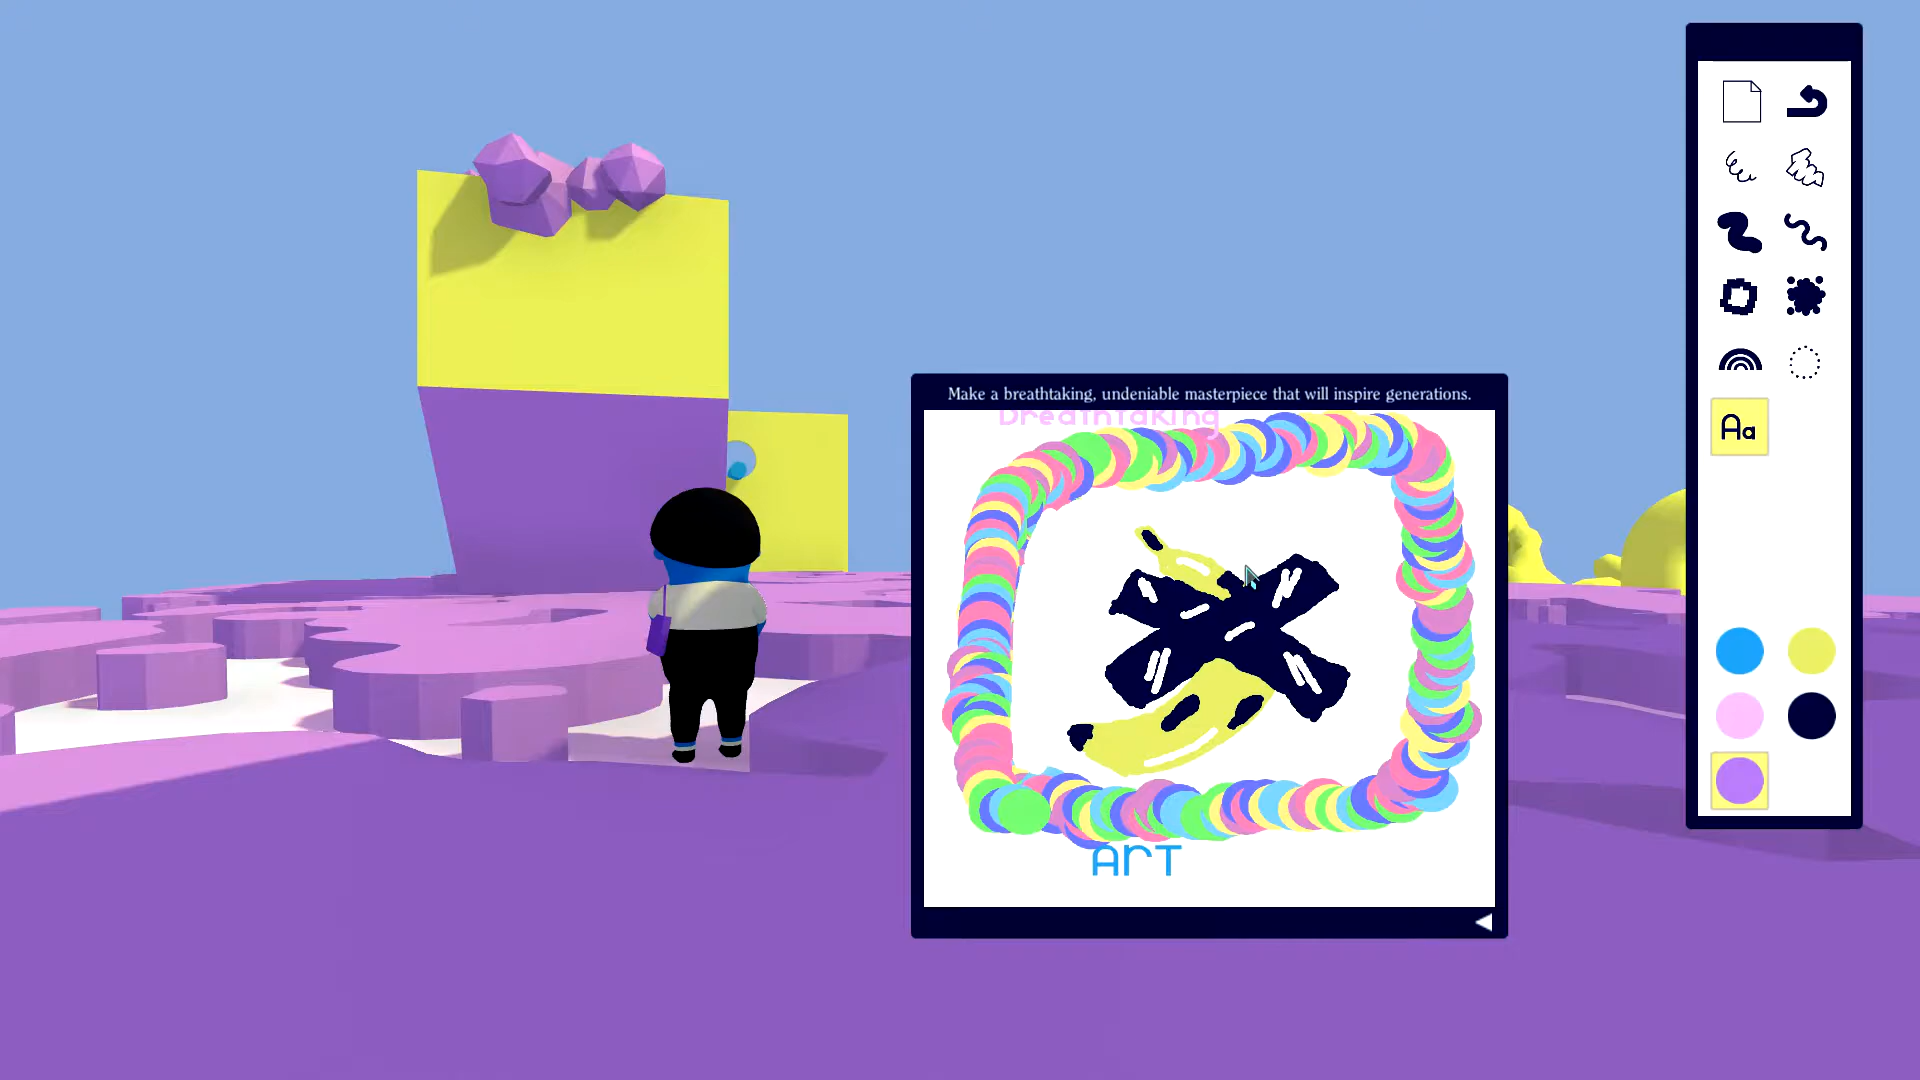 Make a breathtaking, undeniable masterpiece that will inspire generations.
Breathtaking
ART
Aa